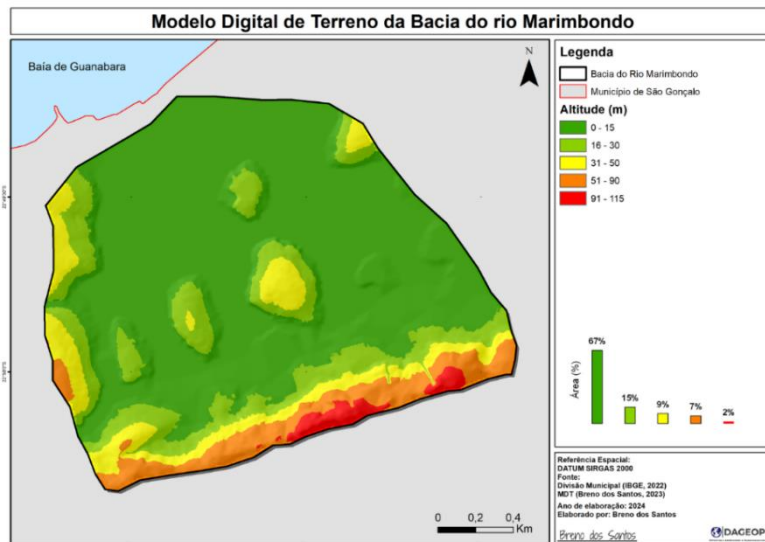 Modelo Digital de Terreno da Bacia do rio Marimbondo
Baía de Guanabara
N
0 0,2 0,4
Km
Legenda
Bacia do Rio Marimbondo
Município de São Gonçalo
Altitude (m)
0 - 15
16 - 30
31 - 50
51 - 90
91 - 115
Área (%)
67%
15%
9%
7%
2%
Referência Espacial:
DATUM SIRGAS 2000
Fonte:
Divisão Municipal (IBGE, 2022)
MDT (Breno dos Santos, 2023)
Ano de elaboração: 2024
Elaborado por: Breno dos Santos
Breno dos Santos
DAGEOP